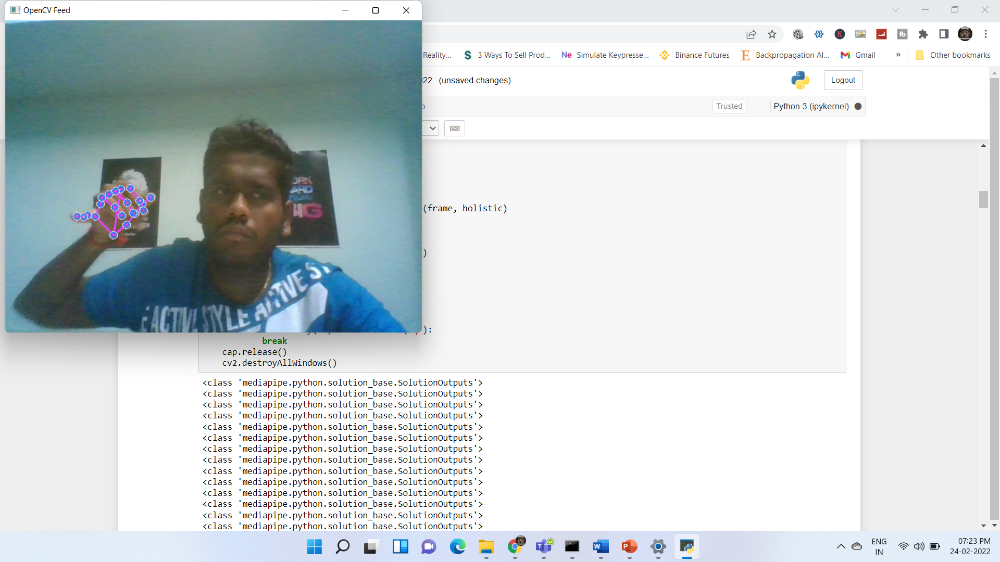 OpenCV Feed
Reality...
3 Ways To Sell Prod...
Ne Simulate Keypresse...
Binance Futures
E Backpropagation Al...
Gmail
»
Other bookmarks
022 (unsaved changes)
Logout
Trusted
Python 3 (ipykernel)
(frame, holistic)
)
ARD
IG
ACTIVE STYLE ACTIVE ST
):
break
cap.release()
cv2.destroyAllWindows()
<class 'mediapipe.python.solution_base.SolutionOutputs'>
<class 'mediapipe.python.solution_base.SolutionOutputs'>
<class 'mediapipe.python.solution_base.SolutionOutputs'>
<class 'mediapipe.python.solution_base.SolutionOutputs'>
<class 'mediapipe.python.solution_base.SolutionOutputs'>
<class 'mediapipe.python.solution_base.SolutionOutputs'>
<class 'mediapipe.python.solution_base.SolutionOutputs'>
<class 'mediapipe.python.solution_base.SolutionOutputs'>
<class 'mediapipe.python.solution_base.SolutionOutputs'>
<class 'mediapipe.python.solution_base.SolutionOutputs'>
<class 'mediapipe.python.solution_base.SolutionOutputs'>
<class 'mediapipe.python.solution_base.SolutionOutputs'>
<class 'mediapipe.python.solution_base.SolutionOutputs'>
<class 'mediapipe.python.solution_base.SolutionOutputs'>
ENG
IN
07:23 PM
24-02-2022